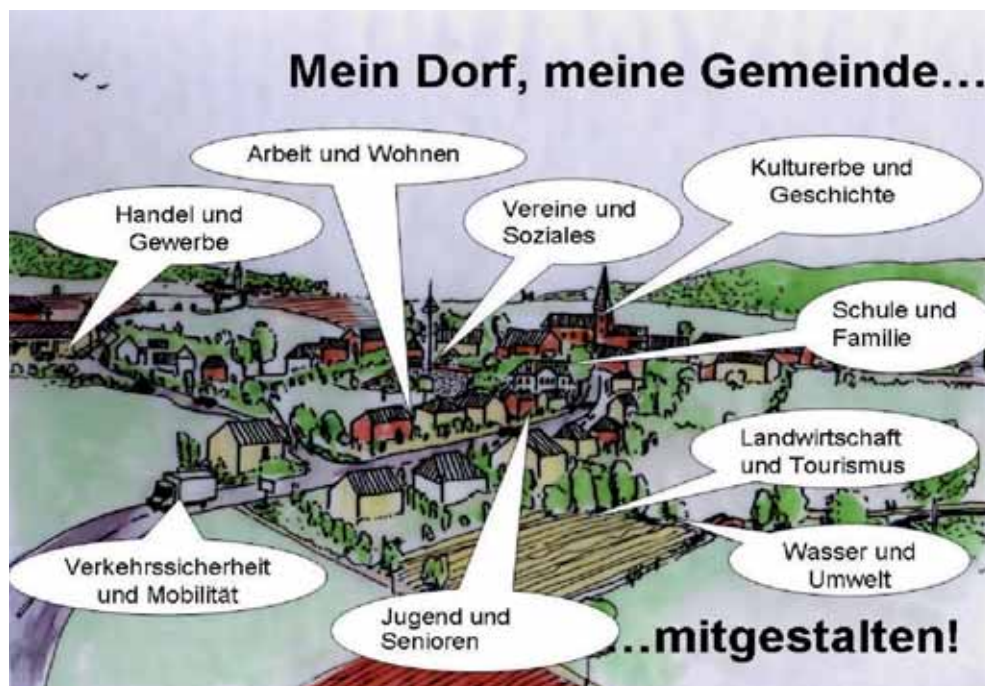 Mein Dorf, meine Gemeinde...
Arbeit und Wohnen
Kulturerbe und
Geschichte
Handel und
Gewerbe
Vereine und
Soziales
Schule und
Familie
Landwirtschaft
und Tourismus
Wasser und
Umwelt
Verkehrssicherheit
und Mobilität
Jugend und
Senioren
...mitgestalten!